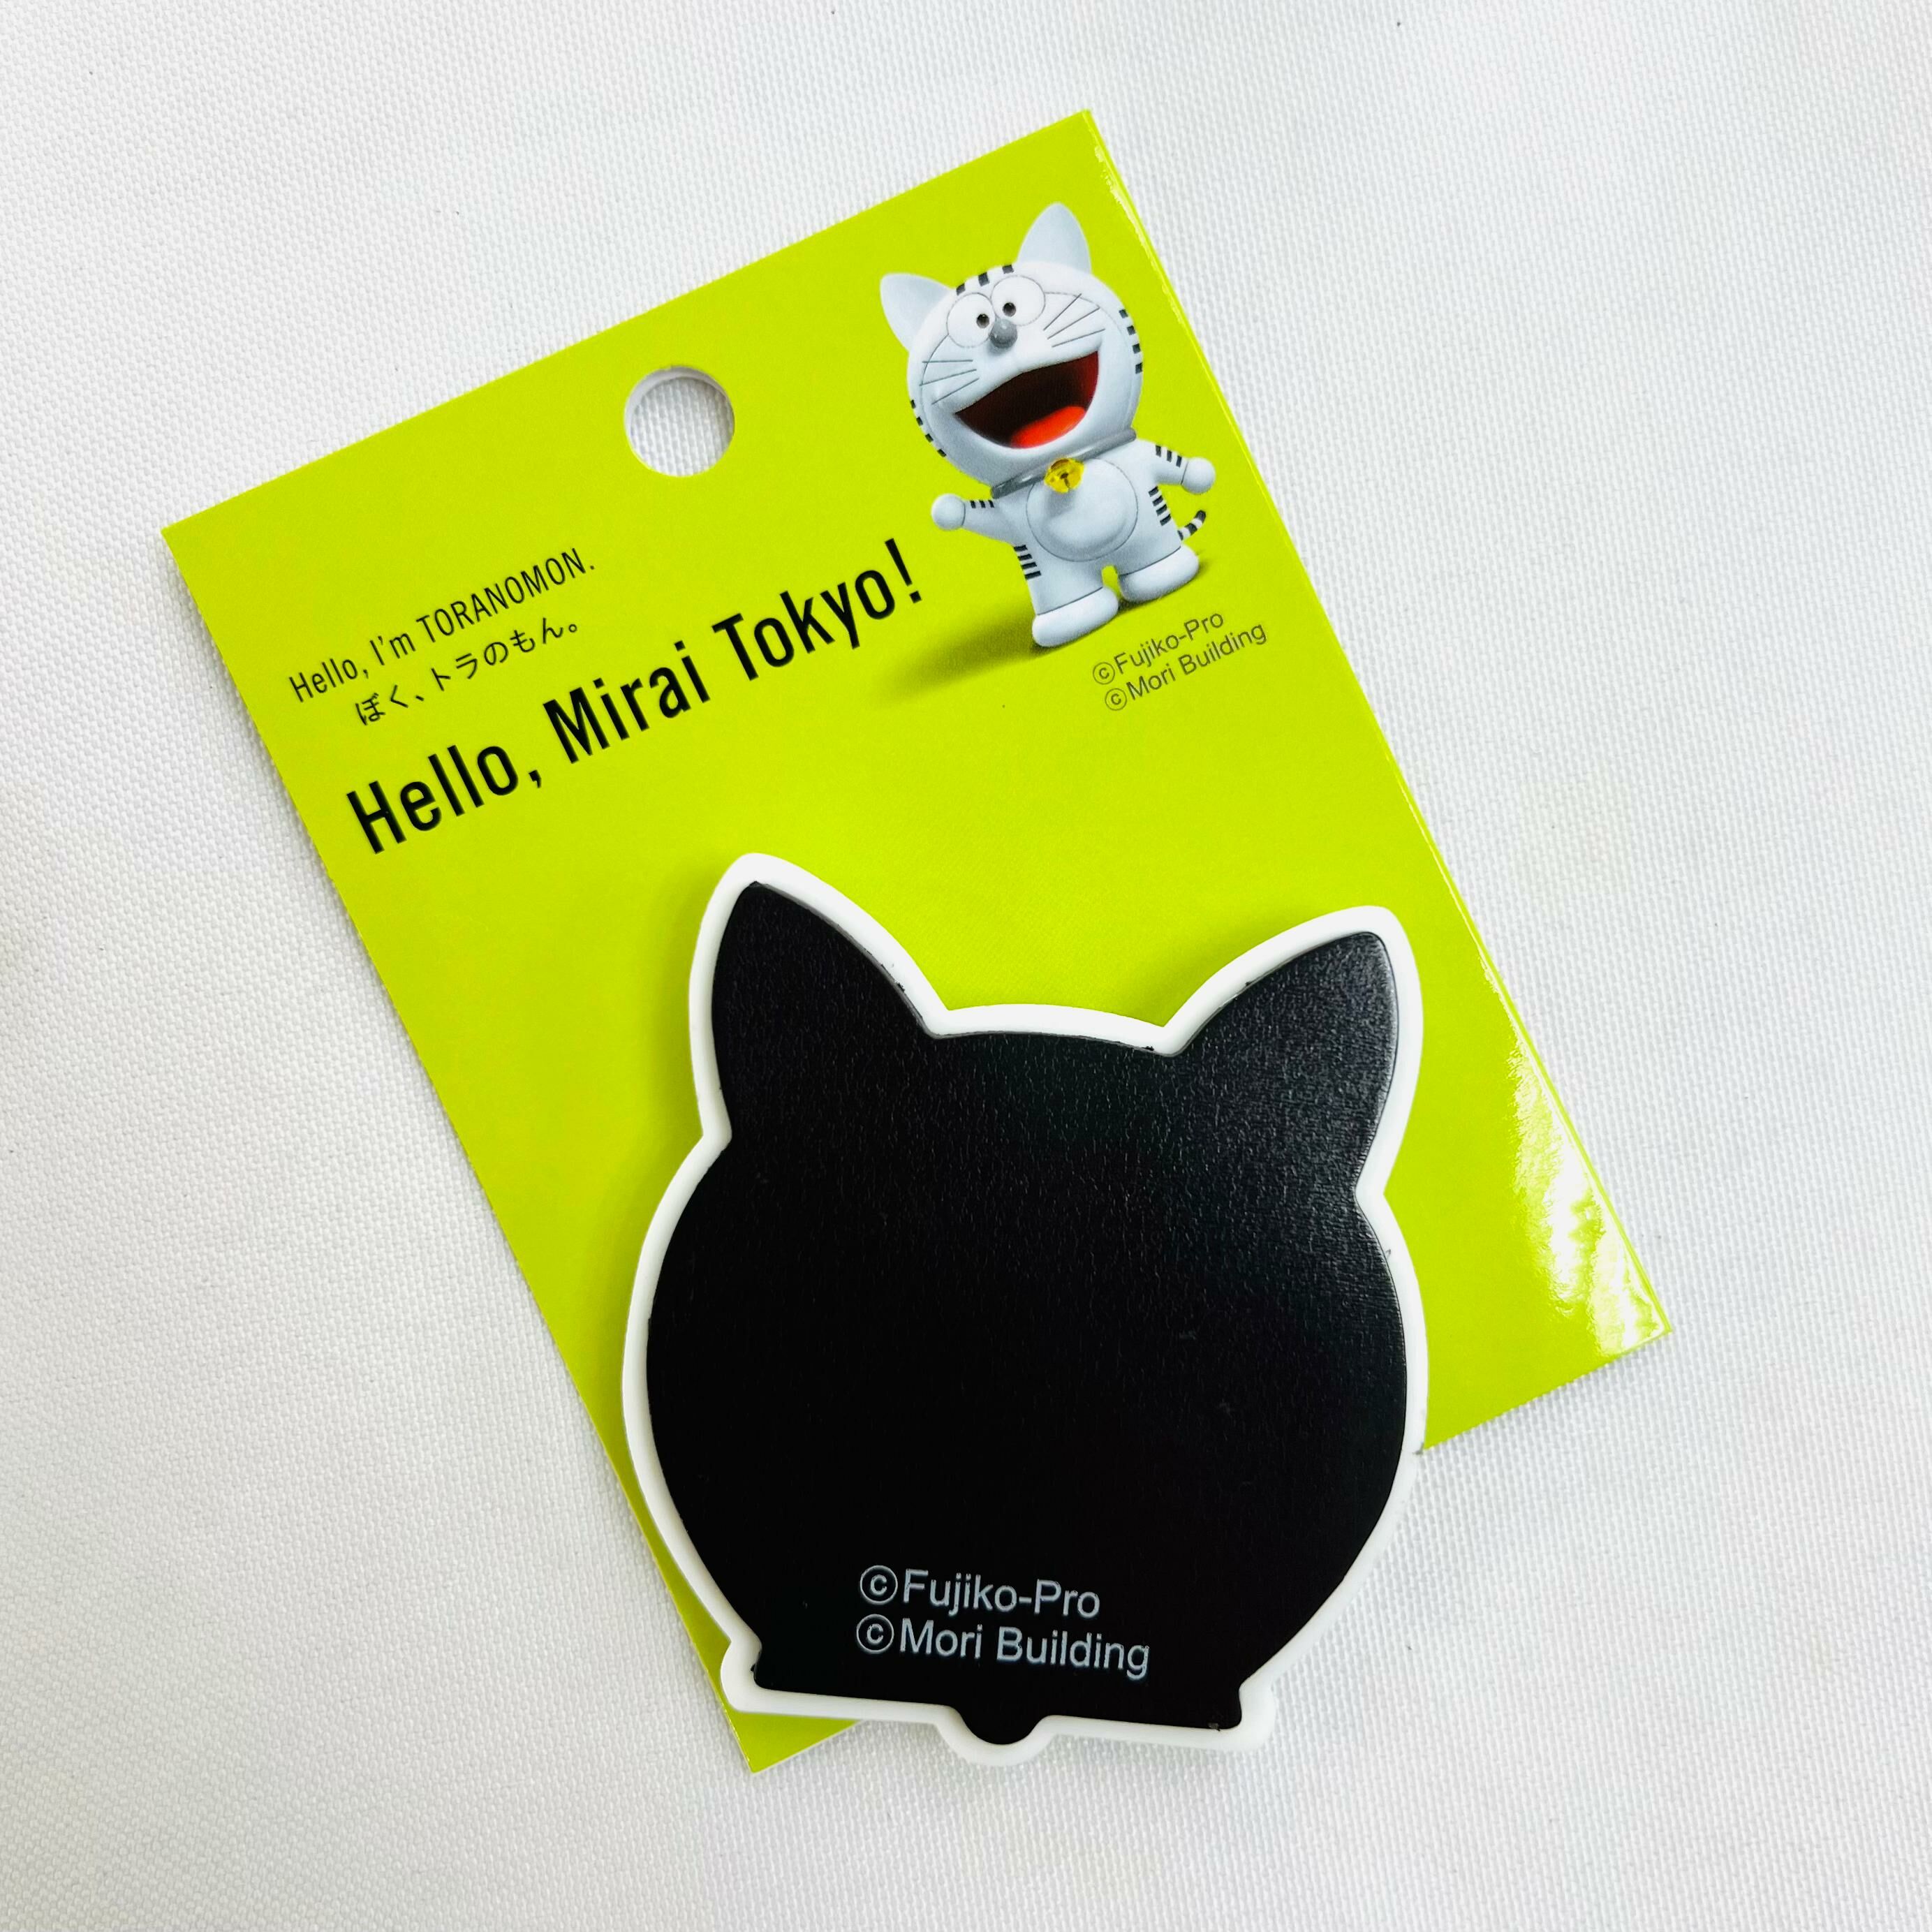 Hello, I'm TORANOMON.
ぼく、トラのもん。
Hello, Mirai Tokyo!
©Fujiko-Pro
©Mori Building
©Fujiko-Pro
©Mori Building